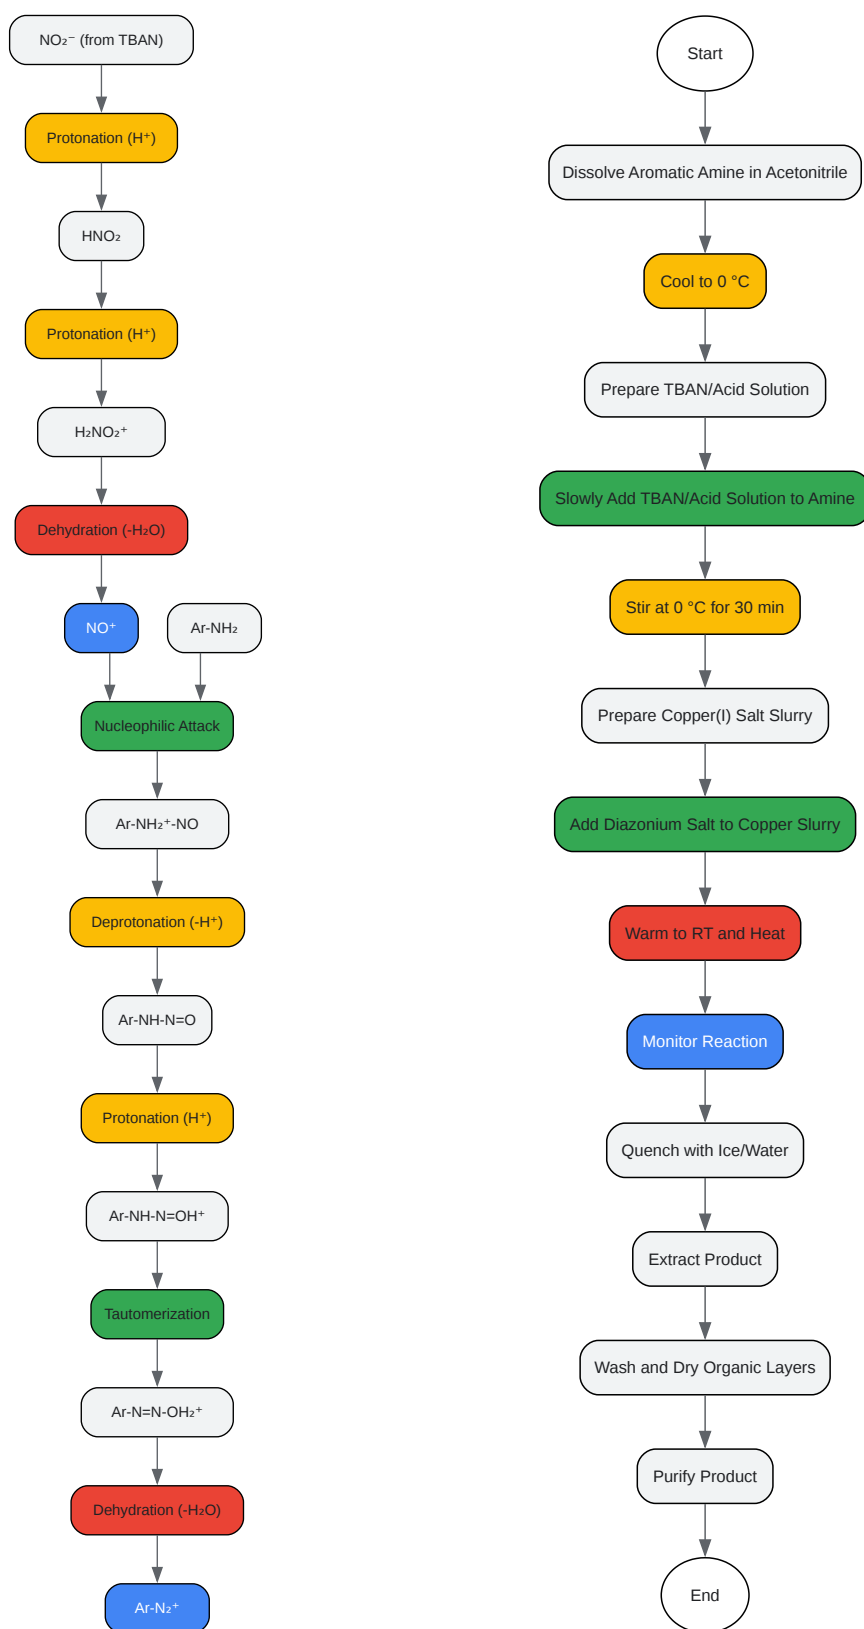 NO₂⁻ (from TBAN)
Protonation (H⁺)
HNO₂
Protonation (H⁺)
H₂NO₂⁺
Dehydration (-H₂O)
NO⁺
Ar-NH₂
Nucleophilic Attack
Ar-NH₂⁺-NO
Deprotonation (-H⁺)
Ar-NH-N=O
Protonation (H⁺)
Ar-NH-N=OH⁺
Tautomerization
Ar-N=N-OH₂⁺
Dehydration (-H₂O)
Ar-N₂⁺
Start
Dissolve Aromatic Amine in Acetonitrile
Cool to 0 °C
Prepare TBAN/Acid Solution
Slowly Add TBAN/Acid Solution to Amine
Stir at 0 °C for 30 min
Prepare Copper(I) Salt Slurry
Add Diazonium Salt to Copper Slurry
Warm to RT and Heat
Monitor Reaction
Quench with Ice/Water
Extract Product
Wash and Dry Organic Layers
Purify Product
End